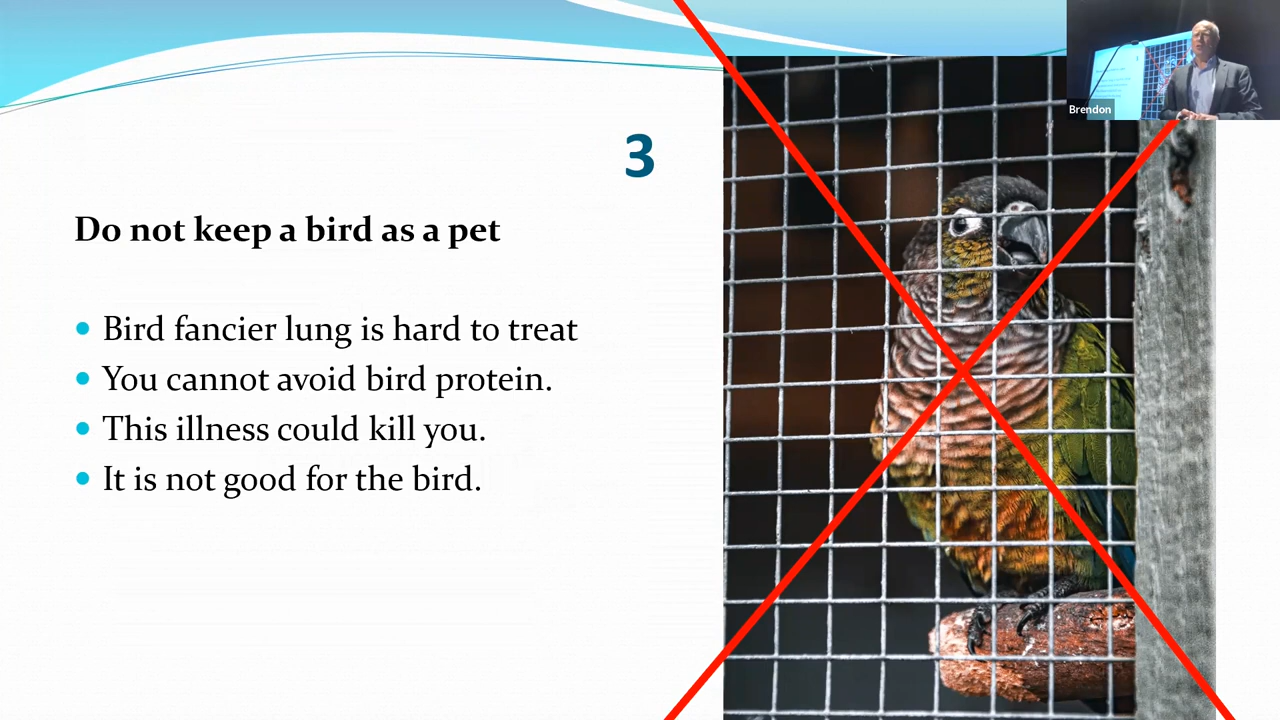 Brendon
3
Do not keep a bird as a pet
Bird fancier lung is hard to treat
You cannot avoid bird protein.
This illness could kill you.
It is not good for the bird.